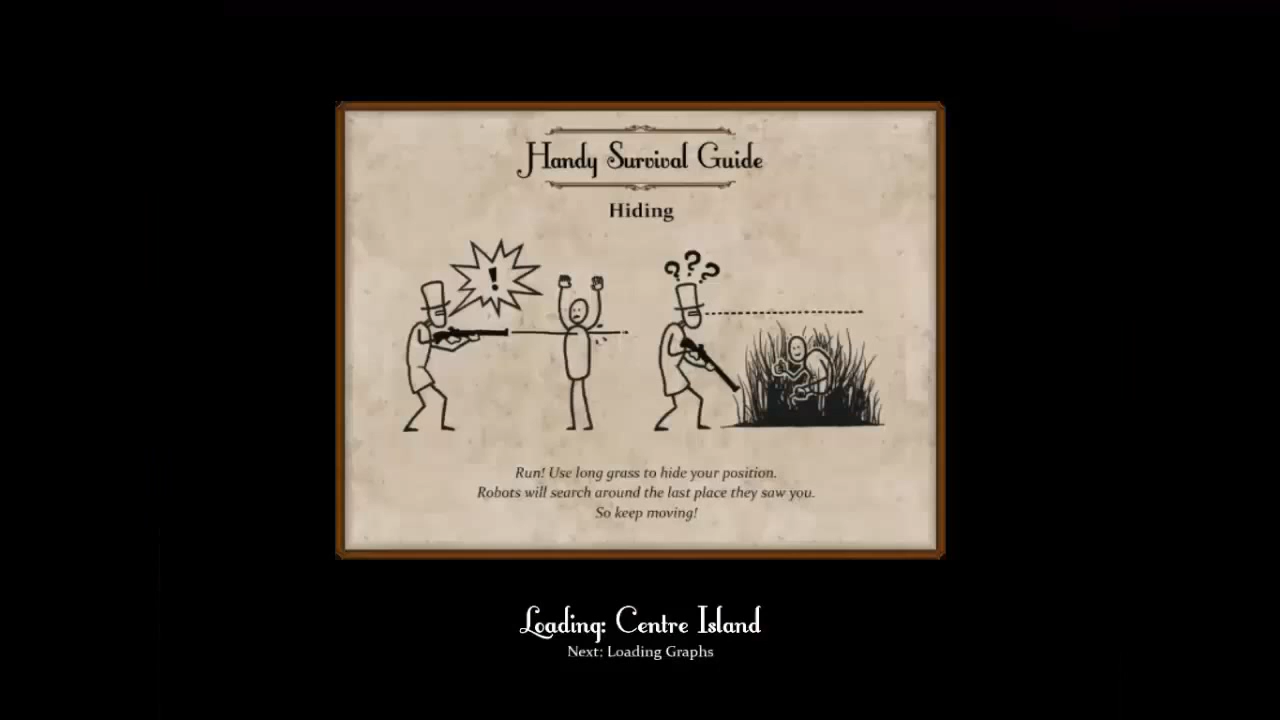 Handy Survival Guide
Hiding
!
???
Run! Use long grass to hide your position.
Robots will search around the last place they saw you.
So keep moving!
Loading: Centre Island
Next: Loading Graphs